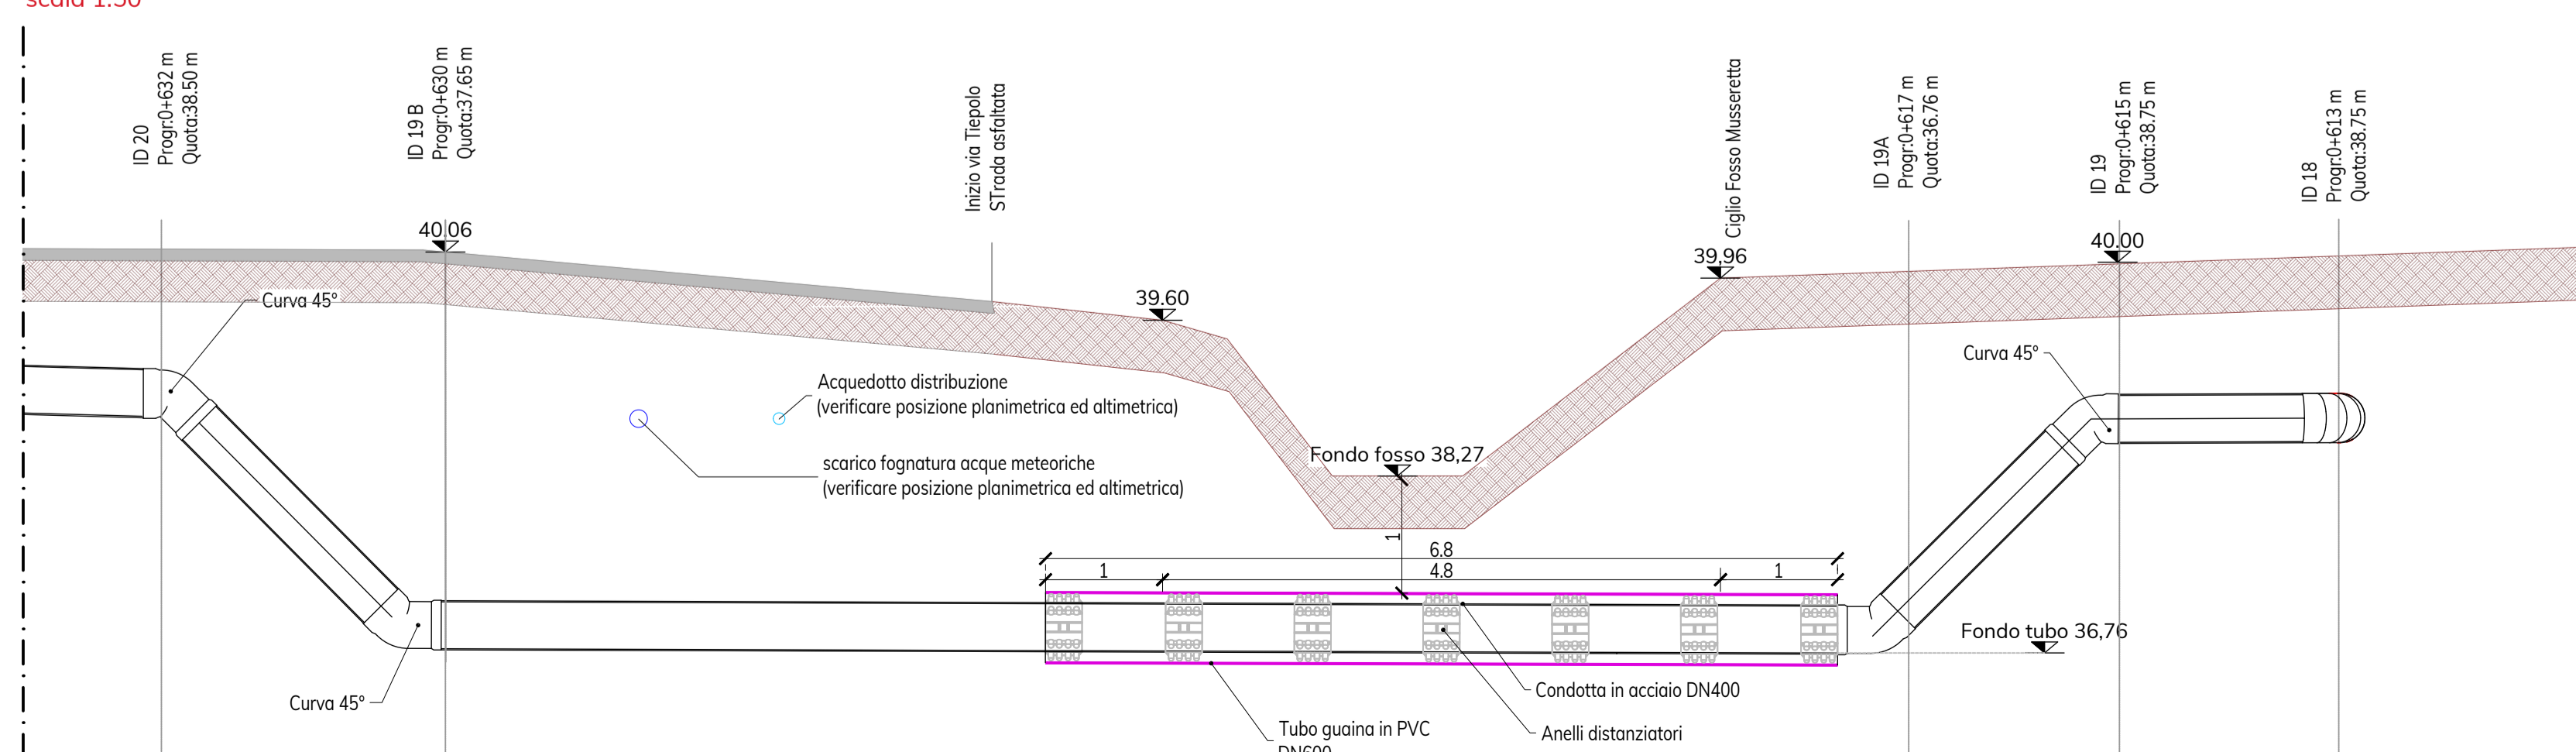 scala 1:50
ID 20
Progr:0+632 m
Quota:38.50 m
ID 19 B
Progr:0+630 m
Quota:37.65 m
Inizio via Tiepolo
STrada asfaltata
Ciglio Fosso Musseretta
ID 19A
Progr:0+617 m
Quota:36.76 m
ID 19
Progr:0+615 m
Quota:38.75 m
ID 18
Progr:0+613 m
Quota:38.75 m
40.06
39.60
39,96
40.00
Curva 45°
Curva 45°
Acquedotto distribuzione
(verificare posizione planimetrica ed altimetrica)
scarico fognatura acque meteoriche
(verificare posizione planimetrica ed altimetrica)
Fondo fosso 38,27
1
6.8
1
4.8
1
Fondo tubo 36,76
Curva 45°
Condotta in acciaio DN400
Tubo guaina in PVC
DN600
Anelli distanziatori